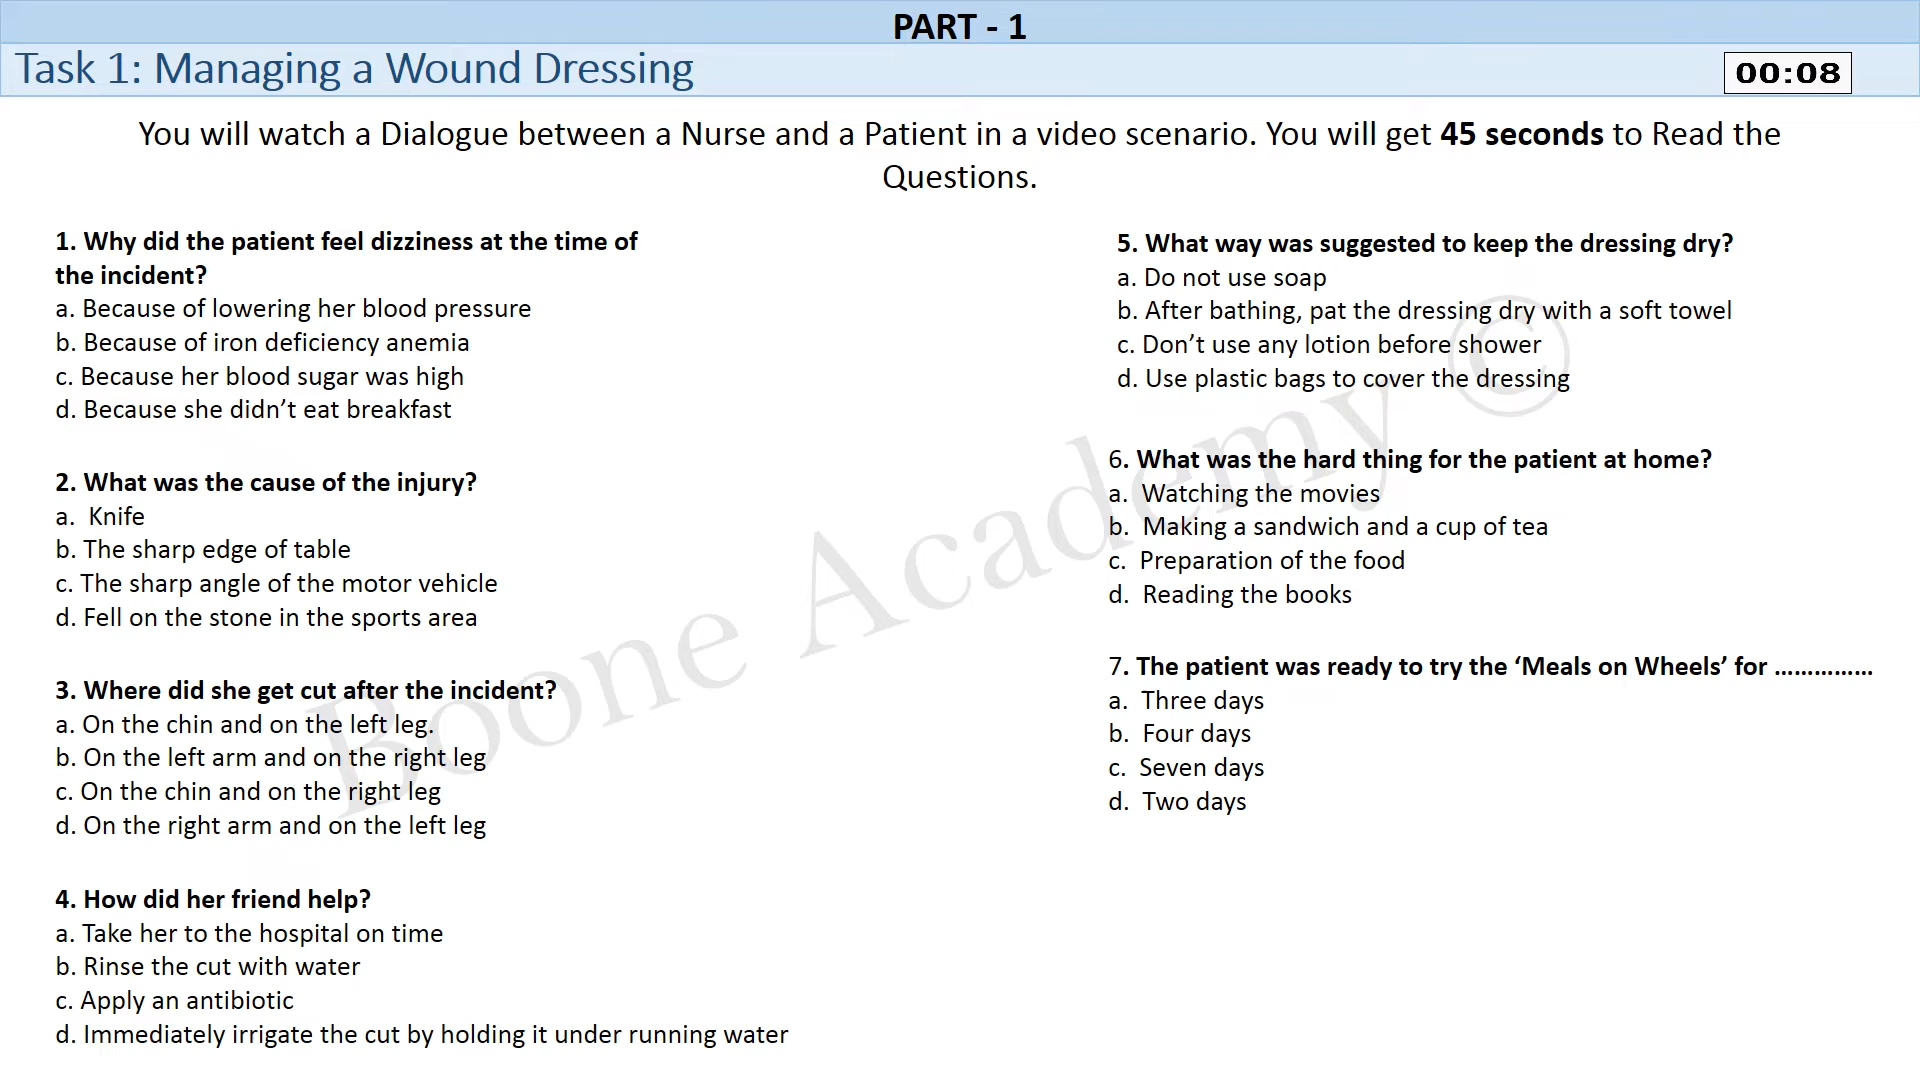 PART - 1
Task 1: Managing a Wound Dressing
00:08
You will watch a Dialogue between a Nurse and a Patient in a video scenario. You will get 45 seconds to Read the
Questions.
1. Why did the patient feel dizziness at the time of
the incident?
a. Because of lowering her blood pressure
b. Because of iron deficiency anemia
c. Because her blood sugar was high
d. Because she didn’t eat breakfast
2. What was the cause of the injury?
a. Knife
b. The sharp edge of table
c. The sharp angle of the motor vehicle
d. Fell on the stone in the sports area
3. Where did she get cut after the incident?
a. On the chin and on the left leg.
b. On the left arm and on the right leg
c. On the chin and on the right leg
d. On the right arm and on the left leg
4. How did her friend help?
a. Take her to the hospital on time
b. Rinse the cut with water
c. Apply an antibiotic
d. Immediately irrigate the cut by holding it under running water
5. What way was suggested to keep the dressing dry?
a. Do not use soap
b. After bathing, pat the dressing dry with a soft towel
c. Don’t use any lotion before shower
d. Use plastic bags to cover the dressing
6. What was the hard thing for the patient at home?
a. Watching the movies
b. Making a sandwich and a cup of tea
c. Preparation of the food
d. Reading the books
7. The patient was ready to try the ‘Meals on Wheels’ for ……………
a. Three days
b. Four days
c. Seven days
d. Two days
Boone Academy ©